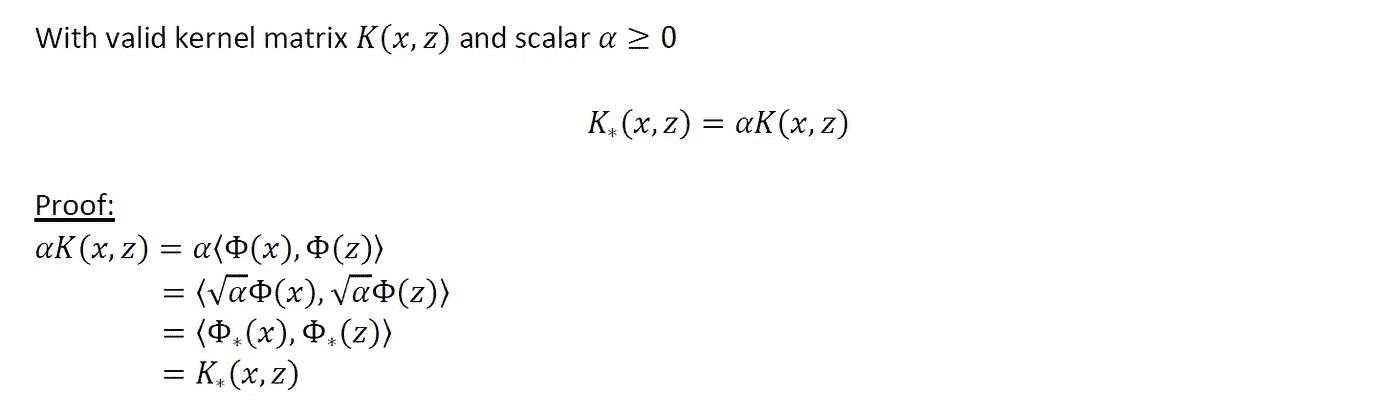 With valid kernel matrix K(x, z) and scalar α ≥ 0
K∗(x, z) = αK(x, z)
Proof:
αK(x, z) = α⟨Φ(x), Φ(z)⟩
= ⟨√αΦ(x), √αΦ(z)⟩
= ⟨Φ∗(x), Φ∗(z)⟩
= K∗(x, z)